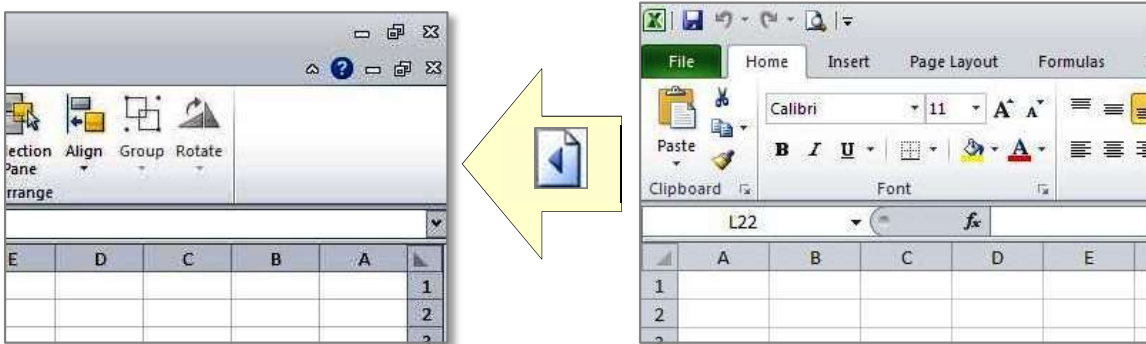 ection Align Group Rotate
Pane
rrange
E D C B A
1
2
File Home Insert Page Layout Formulas
Calibri 11 A A
Paste B I U A
Clipboard Font
L22 fx
A B C D E
1
2